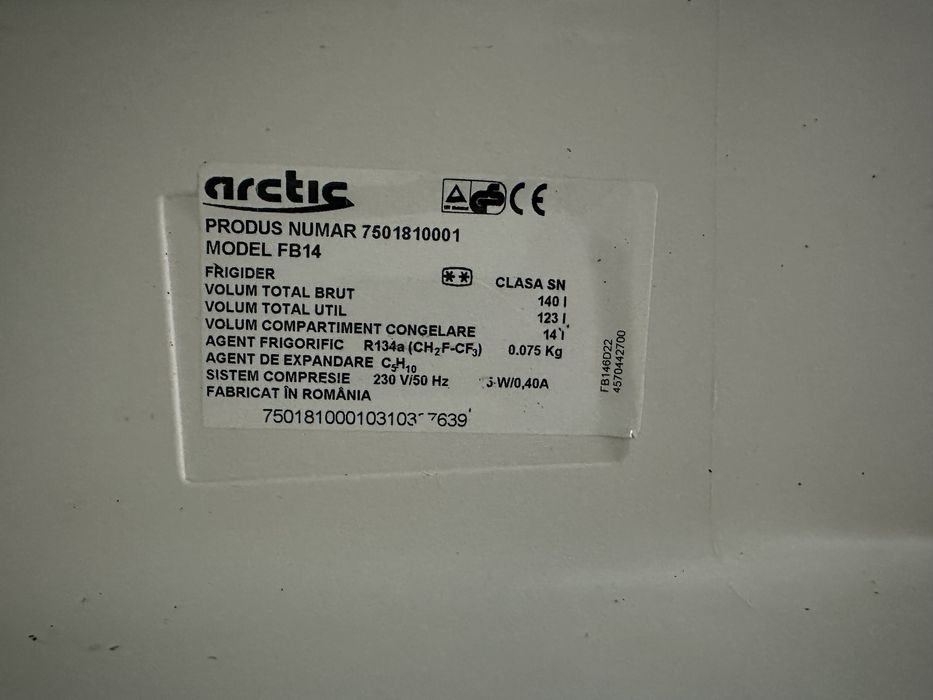 arctic
PRODUS NUMAR 7501810001
MODEL FB14
FRIGIDER CLASA SN
VOLUM TOTAL BRUT 140 l
VOLUM TOTAL UTIL 123 l
VOLUM COMPARTIMENT CONGELARE 14 l
AGENT FRIGORIFIC R134a (CH₂F-CF₃) 0.075 Kg
AGENT DE EXPANDARE C₅H₁₀
SISTEM COMPRESIE 230 V/50 Hz W/0,40A
FABRICAT ÎN ROMÂNIA
FB146D22
4570442700